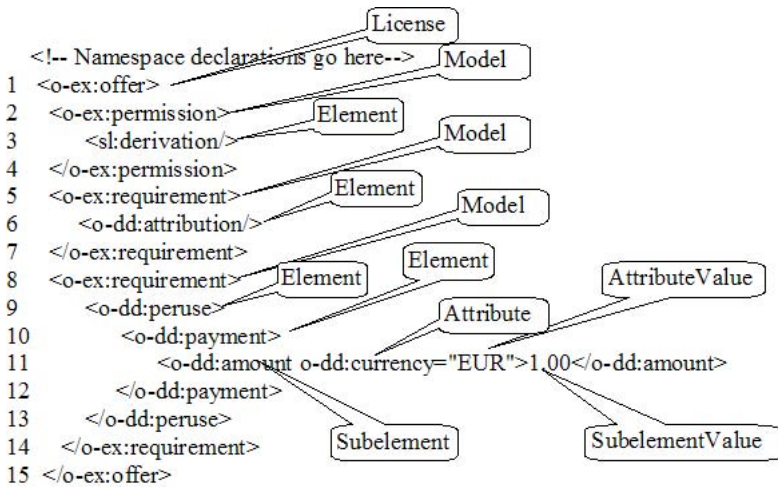 License
<!-- Namespace declarations go here-->
Model
1 <o-ex:offer>
2 <o-ex:permission>
Element
3 <sl:derivation/>
Model
4 </o-ex:permission>
5 <o-ex:requirement>
Element
6 <o-dd:attribution/>
Model
7 </o-ex:requirement>
8 <o-ex:requirement>
Element
Element
AttributeValue
9 <o-dd:peruse>
Attribute
10 <o-dd:payment>
11 <o-dd:amount o-dd:currency="EUR">1.00</o-dd:amount>
12 </o-dd:payment>
13 </o-dd:peruse>
14 </o-ex:requirement>
Subelement
SubelementValue
15 </o-ex:offer>